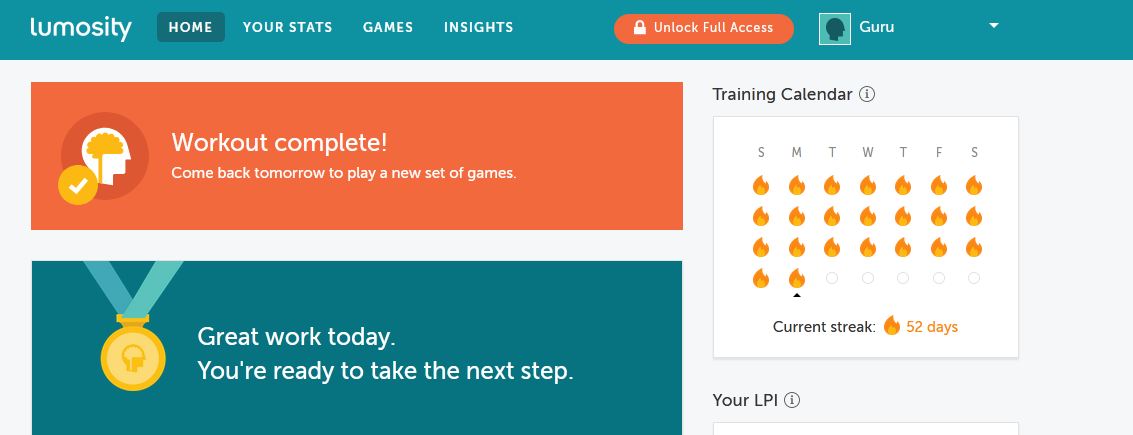 lumosity
HOME
YOUR STATS
GAMES
INSIGHTS
Unlock Full Access
Guru
Workout complete!
Come back tomorrow to play a new set of games.
Great work today.
You're ready to take the next step.
Training Calendar
S M T W T F S
Current streak: 52 days
Your LPI